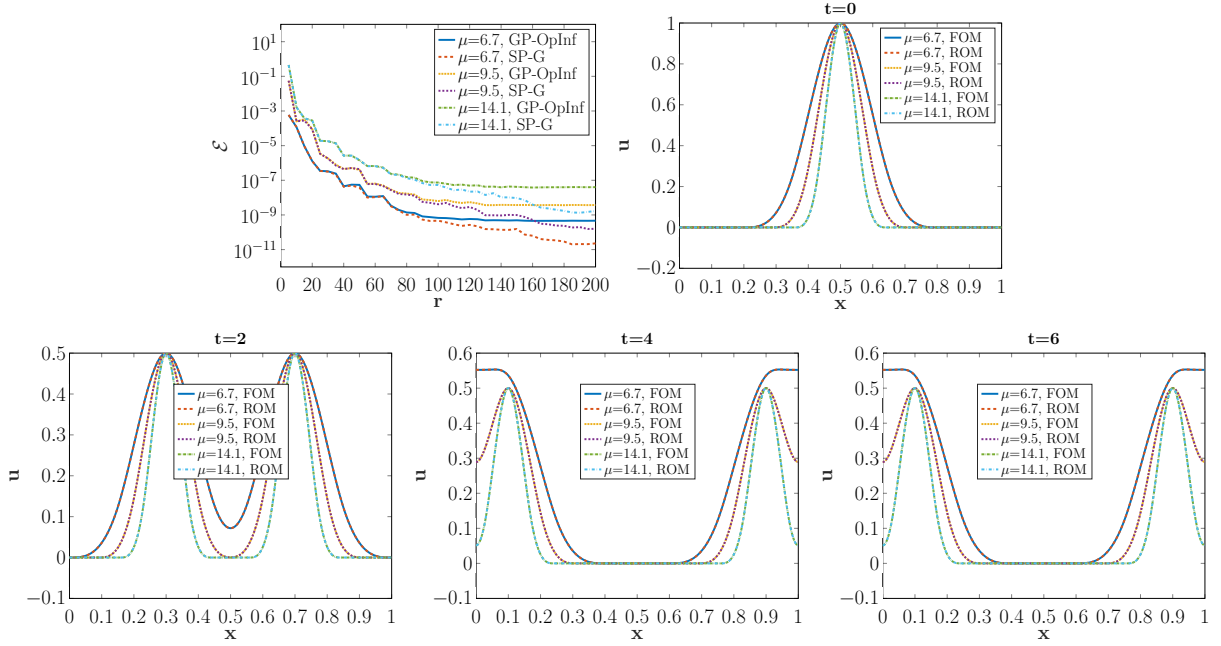 10^1
10^{-1}
10^{-3}
10^{-5}
10^{-7}
10^{-9}
10^{-11}
ℰ
μ=6.7, GP-OpInf
μ=6.7, SP-G
μ=9.5, GP-OpInf
μ=9.5, SP-G
μ=14.1, GP-OpInf
μ=14.1, SP-G
0 20 40 60 80 100 120 140 160 180 200
r
t=0
1
0.8
0.6
0.4
0.2
0
−0.2
u
μ=6.7, FOM
μ=6.7, ROM
μ=9.5, FOM
μ=9.5, ROM
μ=14.1, FOM
μ=14.1, ROM
0 0.1 0.2 0.3 0.4 0.5 0.6 0.7 0.8 0.9 1
x
t=2
0.5
0.4
0.3
0.2
0.1
0
−0.1
u
μ=6.7, FOM
μ=6.7, ROM
μ=9.5, FOM
μ=9.5, ROM
μ=14.1, FOM
μ=14.1, ROM
0 0.1 0.2 0.3 0.4 0.5 0.6 0.7 0.8 0.9 1
x
t=4
0.6
0.5
0.4
0.3
0.2
0.1
0
−0.1
u
μ=6.7, FOM
μ=6.7, ROM
μ=9.5, FOM
μ=9.5, ROM
μ=14.1, FOM
μ=14.1, ROM
0 0.1 0.2 0.3 0.4 0.5 0.6 0.7 0.8 0.9 1
x
t=6
0.6
0.5
0.4
0.3
0.2
0.1
0
−0.1
u
μ=6.7, FOM
μ=6.7, ROM
μ=9.5, FOM
μ=9.5, ROM
μ=14.1, FOM
μ=14.1, ROM
0 0.1 0.2 0.3 0.4 0.5 0.6 0.7 0.8 0.9 1
x